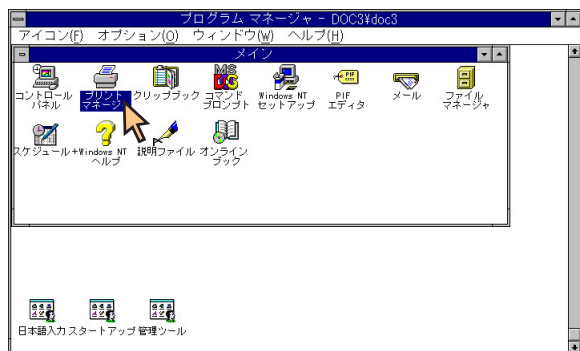 プログラム マネージャ - DOC3¥doc3
アイコン(F) オプション(O) ウィンドウ(W) ヘルプ(H)
メイン
コントロール パネル
プリント マネージャ
クリップブック
MS DOS
コマンド プロンプト
Windows NT セットアップ
PIF
PIF エディタ
メール
ファイル マネージャ
スケジュール+
Windows NT ヘルプ
説明ファイル
オンライン ブック
日本語入力
スタートアップ
管理ツール